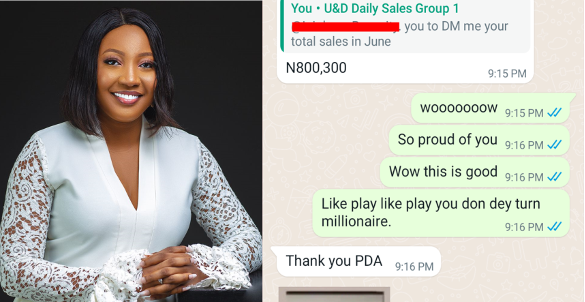 You • U&D Daily Sales Group 1
you to DM me your
total sales in June
N800,300
9:15 PM
wooooooow 9:15 PM
So proud of you 9:16 PM
Wow this is good 9:16 PM
Like play like play you don dey turn
millionaire.
9:16 PM
Thank you PDA 9:16 PM